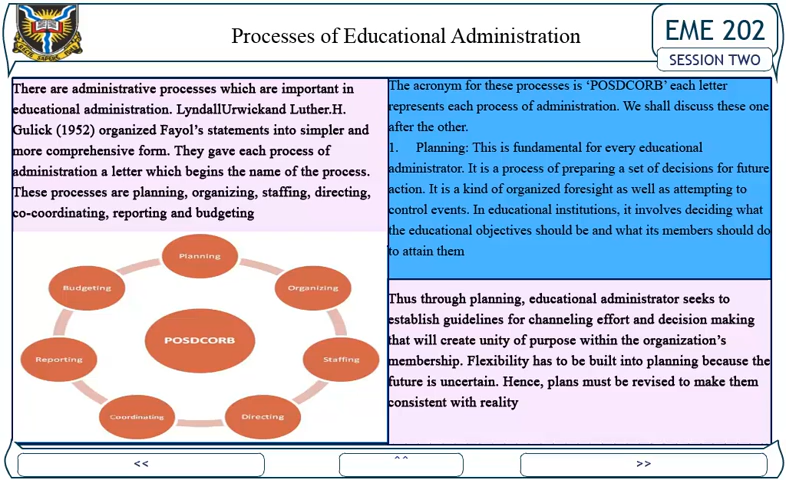 Processes of Educational Administration
EME 202
SESSION TWO
There are administrative processes which are important in
educational administration. LyndallUrwickand Luther.H.
Gulick (1952) organized Fayol's statements into simpler and
more comprehensive form. They gave each process of
administration a letter which begins the name of the process.
These processes are planning, organizing, staffing, directing,
co-coordinating, reporting and budgeting
Planning
Organizing
Staffing
Directing
Coordinating
Reporting
Budgeting
POSDCORB
The acronym for these processes is ‘POSDCORB’ each letter
represents each process of administration. We shall discuss these one
after the other.
1. Planning: This is fundamental for every educational
administrator. It is a process of preparing a set of decisions for future
action. It is a kind of organized foresight as well as attempting to
control events. In educational institutions, it involves deciding what
the educational objectives should be and what its members should do
to attain them
Thus through planning, educational administrator seeks to
establish guidelines for channeling effort and decision making
that will create unity of purpose within the organization's
membership. Flexibility has to be built into planning because the
future is uncertain. Hence, plans must be revised to make them
consistent with reality
<<
^^
>>